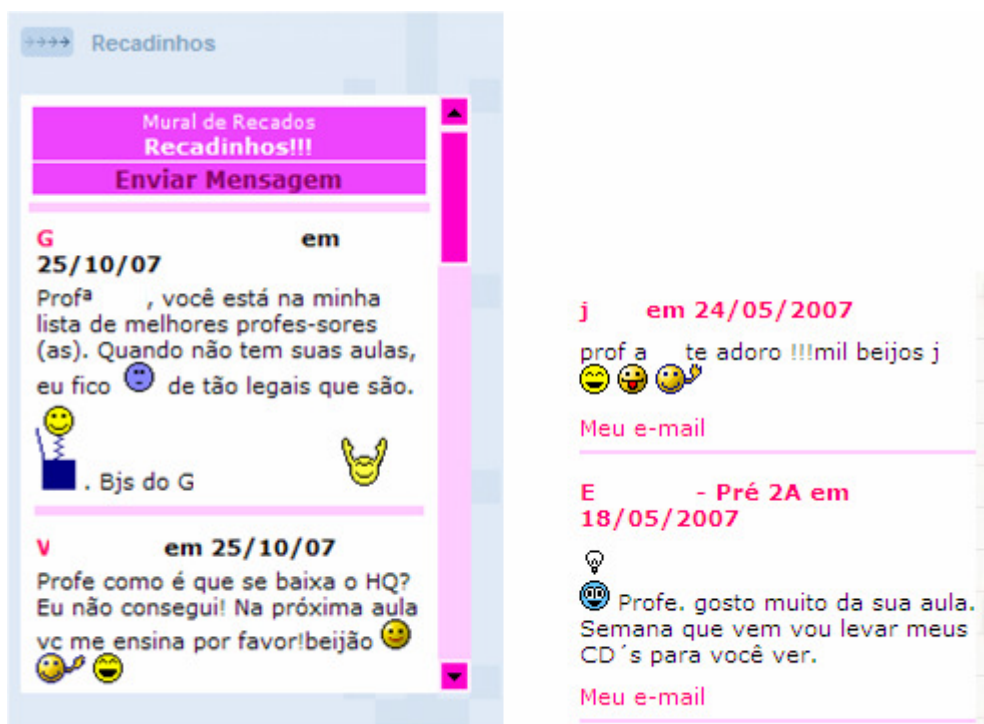 Recadinhos
Mural de Recados
Recadinhos!!!
Enviar Mensagem
G em
25/10/07
Profª , você está na minha
lista de melhores profes-sores
(as). Quando não tem suas aulas,
eu fico de tão legais que são.
. Bjs do G
V em 25/10/07
Profe como é que se baixa o HQ?
Eu não consegui! Na próxima aula
vc me ensina por favor!beijão
j em 24/05/2007
prof a te adoro !!!mil beijos j
Meu e-mail
E - Pré 2A em
18/05/2007
Profe. gosto muito da sua aula.
Semana que vem vou levar meus
CD´s para você ver.
Meu e-mail